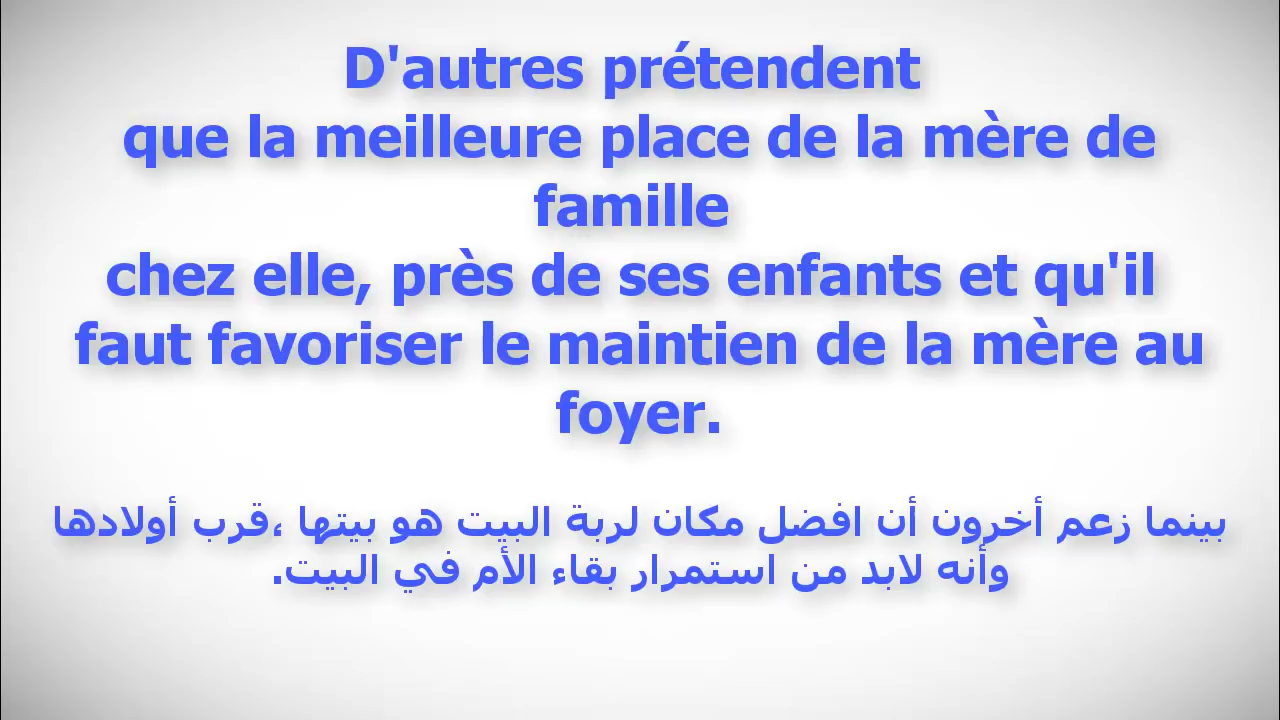 D'autres prétendent
que la meilleure place de la mère de
famille
chez elle, près de ses enfants et qu'il
faut favoriser le maintien de la mère au
foyer.
بينما زعم أخرون أن افضل مكان لربة البيت هو بيتها ،قرب أولادها
وأنه لابد من استمرار بقاء الأم في البيت.